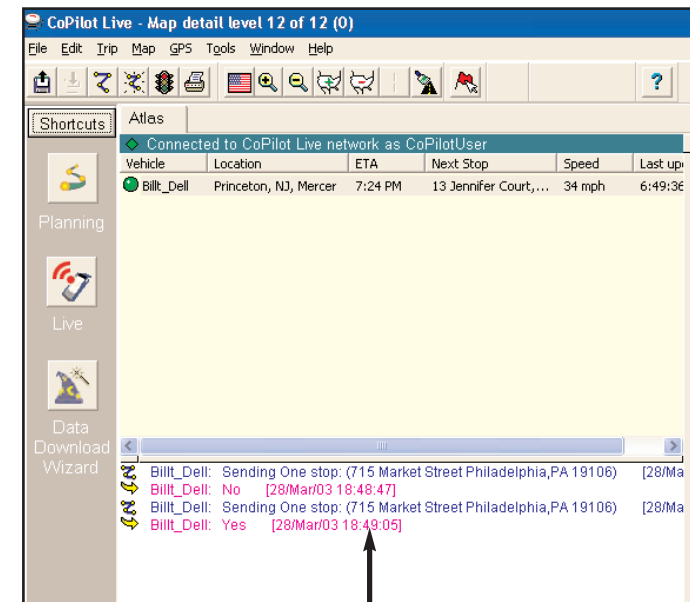 CoPilot Live - Map detail level 12 of 12 (0)
File Edit Trip Map GPS Tools Window Help
?
Shortcuts
Atlas
Connected to CoPilot Live network as CoPilotUser
Vehicle Location ETA Next Stop Speed Last up
Billt_Dell Princeton, NJ, Mercer 7:24 PM 13 Jennifer Court,... 34 mph 6:49:36
Planning
Live
Data
Download
Wizard
Billt_Dell: Sending One stop: (715 Market Street Philadelphia,PA 19106) [28/Ma
Billt_Dell: No [28/Mar/03 18:48:47]
Billt_Dell: Sending One stop: (715 Market Street Philadelphia,PA 19106) [28/Ma
Billt_Dell: Yes [28/Mar/03 18:49:05]